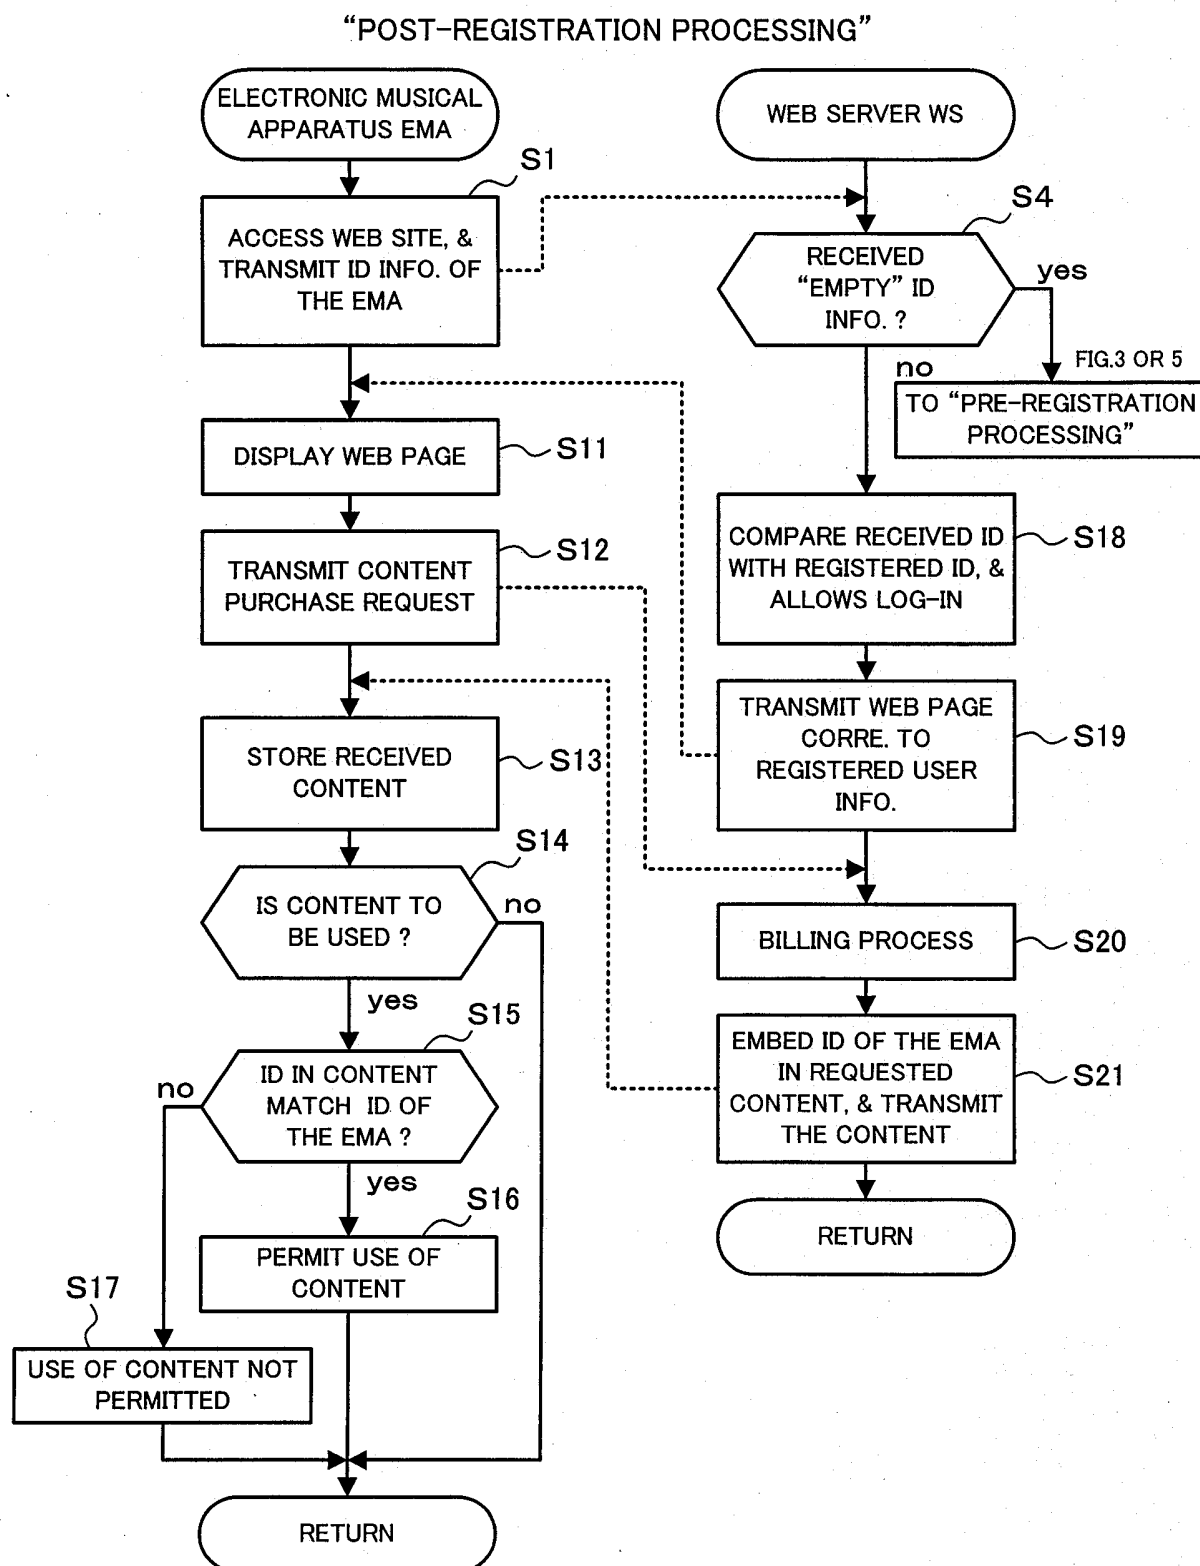 “POST-REGISTRATION PROCESSING”
ELECTRONIC MUSICAL
APPARATUS EMA
S1
ACCESS WEB SITE, &
TRANSMIT ID INFO. OF
THE EMA
DISPLAY WEB PAGE
S11
TRANSMIT CONTENT
PURCHASE REQUEST
S12
STORE RECEIVED
CONTENT
S13
S14
IS CONTENT TO
BE USED ?
no
yes
S15
ID IN CONTENT
MATCH ID OF
THE EMA ?
no
yes
S16
PERMIT USE OF
CONTENT
S17
USE OF CONTENT NOT
PERMITTED
RETURN
WEB SERVER WS
S4
RECEIVED
“EMPTY” ID
INFO. ?
yes
no
FIG.3 OR 5
TO “PRE-REGISTRATION
PROCESSING”
COMPARE RECEIVED ID
WITH REGISTERED ID, &
ALLOWS LOG-IN
S18
TRANSMIT WEB PAGE
CORRE. TO
REGISTERED USER
INFO.
S19
BILLING PROCESS
S20
EMBED ID OF THE EMA
IN REQUESTED
CONTENT, & TRANSMIT
THE CONTENT
S21
RETURN